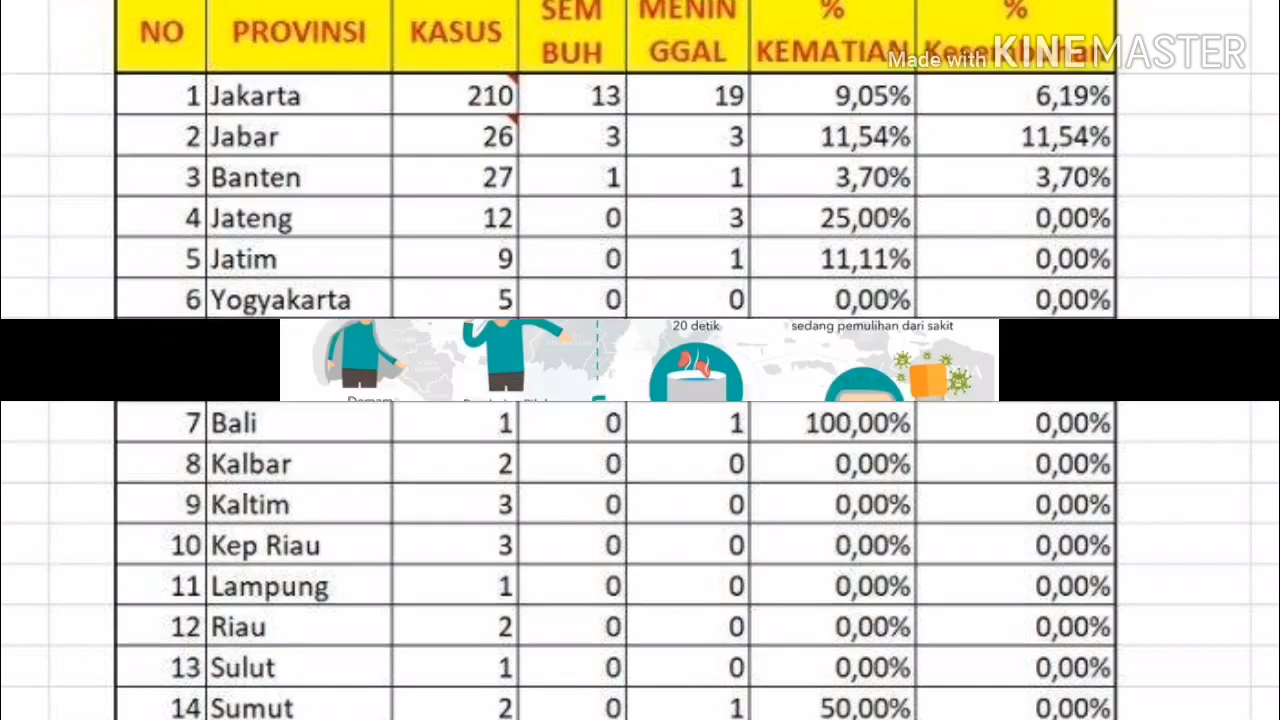 NO PROVINSI KASUS SEM BUH MENIN GGAL % KEMATIAN %
Made with KINEMASTER
1 Jakarta 210 13 19 9,05% 6,19%
2 Jabar 26 3 3 11,54% 11,54%
3 Banten 27 1 1 3,70% 3,70%
4 Jateng 12 0 3 25,00% 0,00%
5 Jatim 9 0 1 11,11% 0,00%
6 Yogyakarta 5 0 0 0,00% 0,00%
20 detik sedang pemulihan dari sakit
7 Bali 1 0 1 100,00% 0,00%
8 Kalbar 2 0 0 0,00% 0,00%
9 Kaltim 3 0 0 0,00% 0,00%
10 Kep Riau 3 0 0 0,00% 0,00%
11 Lampung 1 0 0 0,00% 0,00%
12 Riau 2 0 0 0,00% 0,00%
13 Sulut 1 0 0 0,00% 0,00%
14 Sumut 2 0 1 50,00% 0,00%